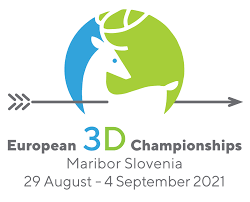 European 3D Championships
Maribor Slovenia
29 August - 4 September 2021